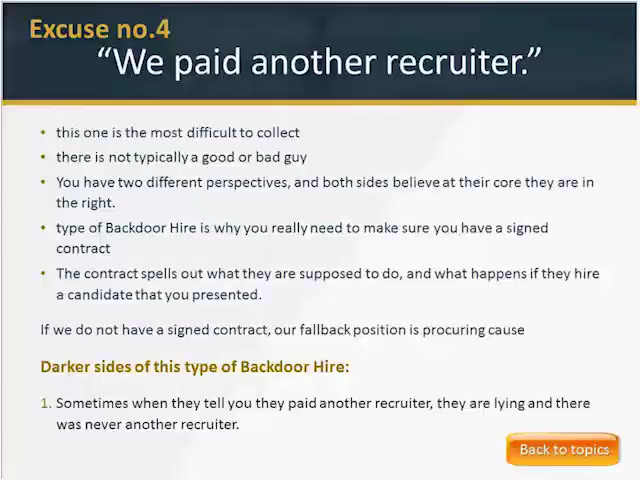 Excuse no.4
“We paid another recruiter.”
• this one is the most difficult to collect
• there is not typically a good or bad guy
• You have two different perspectives, and both sides believe at their core they are in
the right.
• type of Backdoor Hire is why you really need to make sure you have a signed
contract
• The contract spells out what they are supposed to do, and what happens if they hire
a candidate that you presented.
If we do not have a signed contract, our fallback position is procuring cause
Darker sides of this type of Backdoor Hire:
1. Sometimes when they tell you they paid another recruiter, they are lying and there
was never another recruiter.
Back to topics